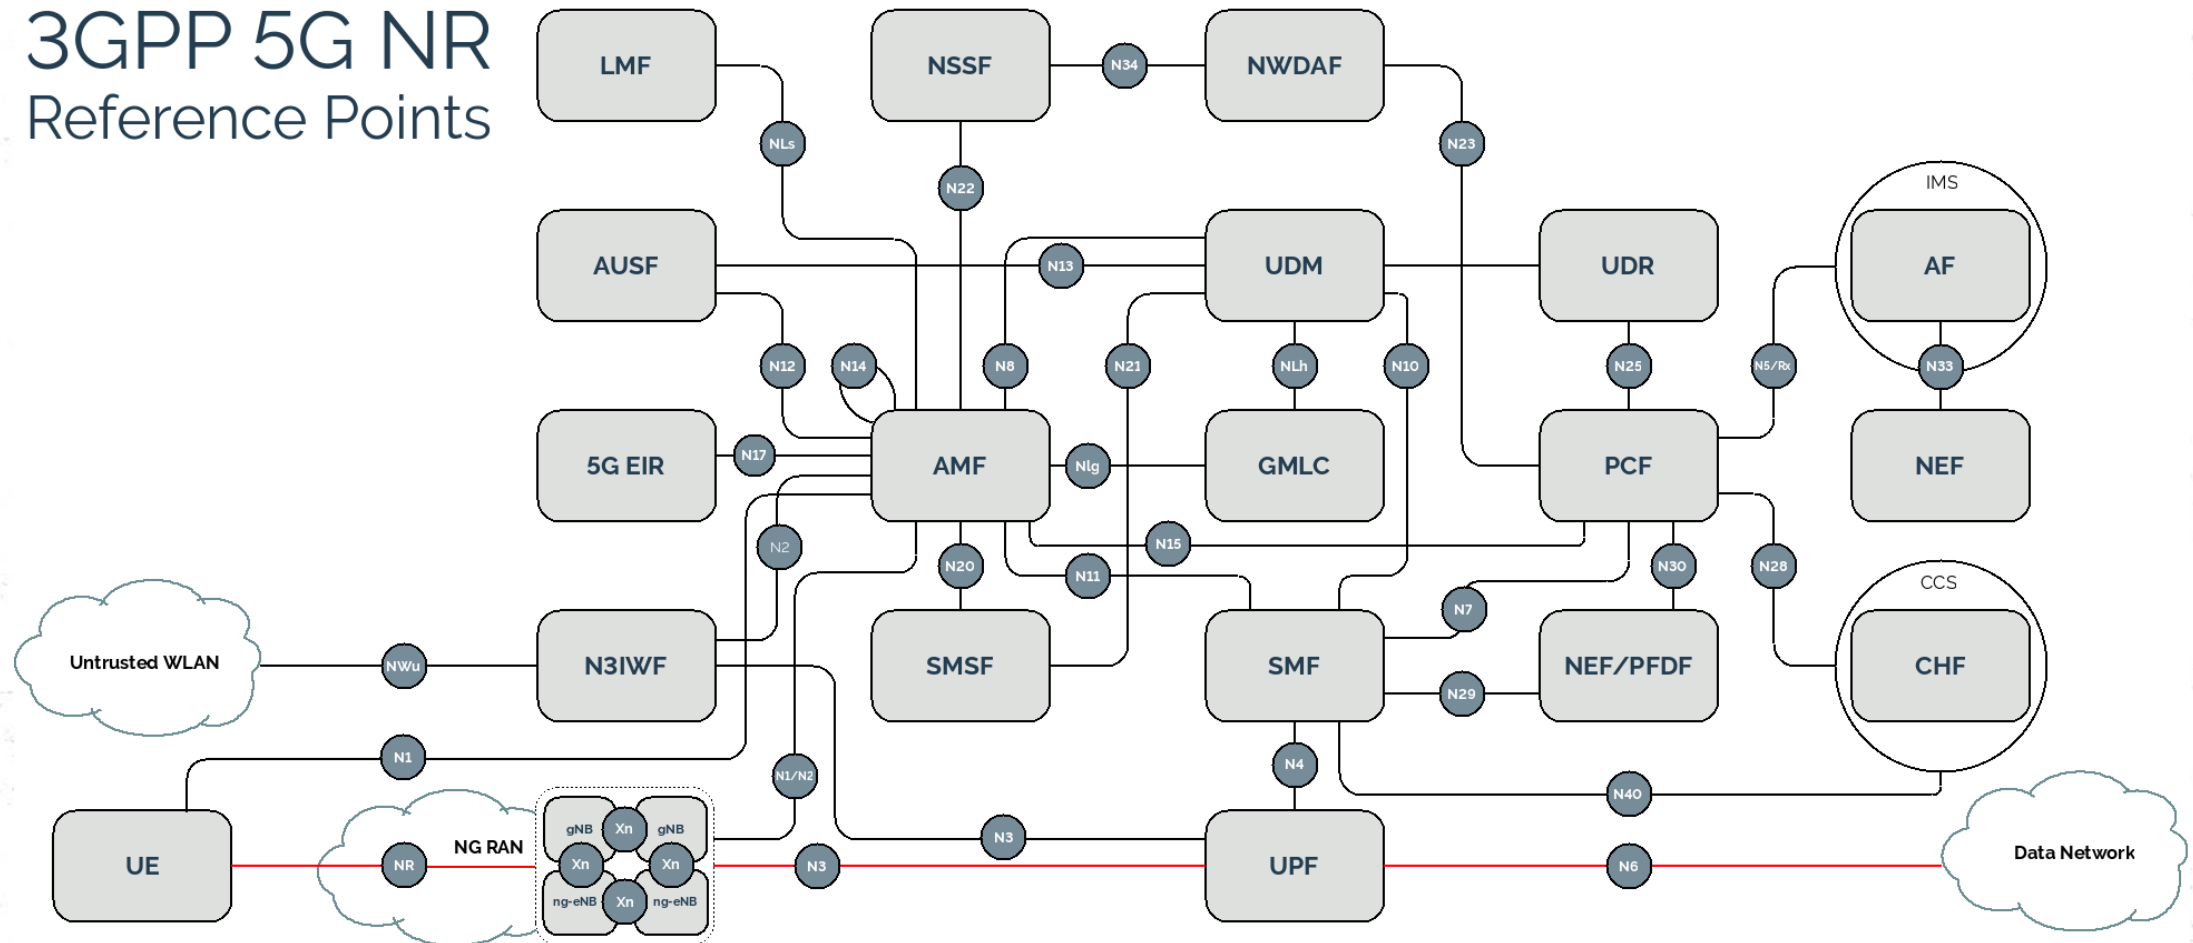 3GPP 5G NR
Reference Points
LMF
NSSF
N34
NWDAF
NLs
N23
N22
IMS
AUSF
N13
UDM
UDR
AF
N12
N14
N8
N21
NLh
N10
N25
N5/Rx
N33
5G EIR
N17
AMF
Nlg
GMLC
PCF
NEF
N2
N15
N20
N11
N30
N28
CCS
N7
Untrusted WLAN
NWu
N3IWF
SMSF
SMF
NEF/PFDF
CHF
N29
N1
N1/N2
N4
N40
gNB
Xn
gNB
N3
NG RAN
UE
NR
Xn
Xn
N3
UPF
N6
Data Network
ng-eNB
Xn
ng-eNB